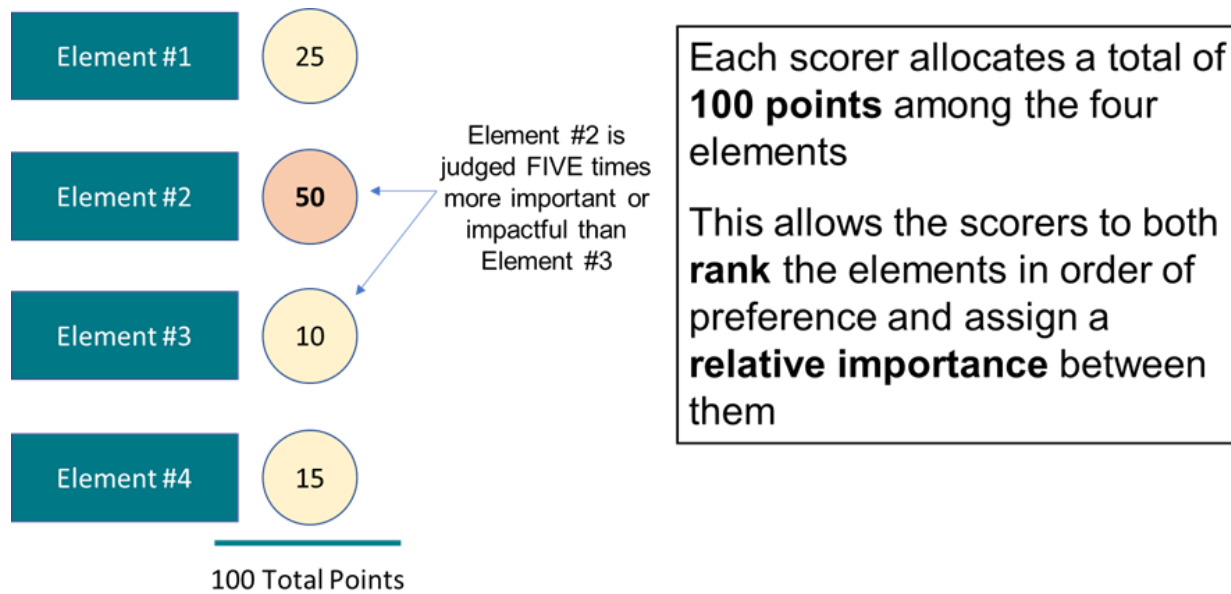 Element #1
25
Element #2
50
Element #3
10
Element #4
15
100 Total Points
Element #2 is
judged FIVE times
more important or
impactful than
Element #3
Each scorer allocates a total of
100 points among the four
elements
This allows the scorers to both
rank the elements in order of
preference and assign a
relative importance between
them